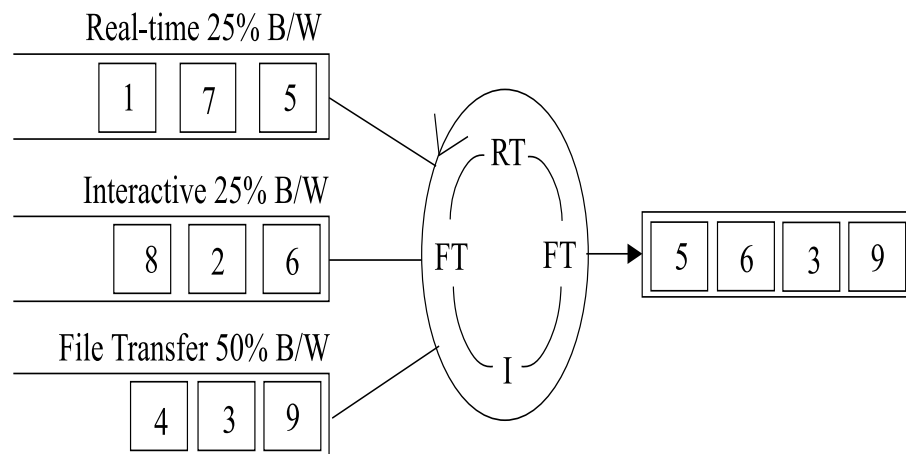 Real-time 25% B/W
1 7 5
Interactive 25% B/W
8 2 6
File Transfer 50% B/W
4 3 9
RT
FT FT
I
5 6 3 9